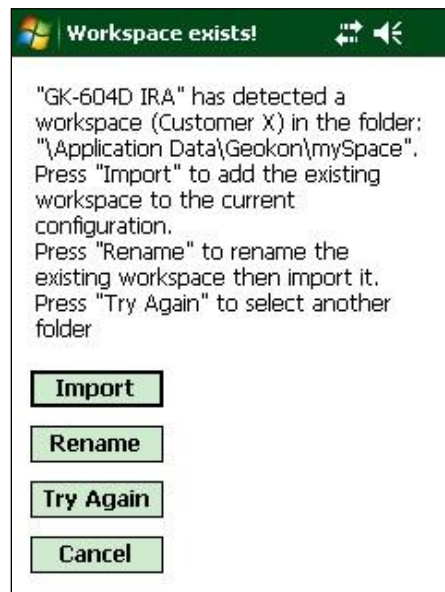 Workspace exists!
"GK-604D IRA" has detected a
workspace (Customer X) in the folder:
"\Application Data\Geokon\mySpace".
Press "Import" to add the existing
workspace to the current
configuration.
Press "Rename" to rename the
existing workspace then import it.
Press "Try Again" to select another
folder
Import
Rename
Try Again
Cancel